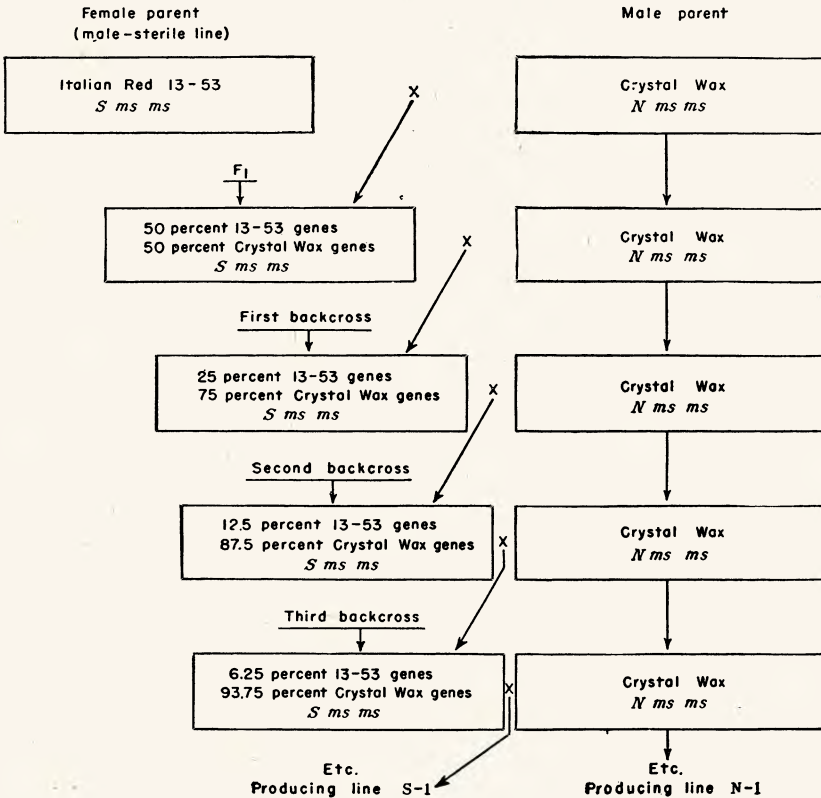 Female parent
(male-sterile line)
Male parent
Italian Red 13-53
S ms ms
X
Crystal Wax
N ms ms
F1
50 percent 13-53 genes
50 percent Crystal Wax genes
S ms ms
X
Crystal Wax
N ms ms
First backcross
25 percent 13-53 genes
75 percent Crystal Wax genes
S ms ms
X
Crystal Wax
N ms ms
Second backcross
12.5 percent 13-53 genes
87.5 percent Crystal Wax genes
S ms ms
X
Crystal Wax
N ms ms
Third backcross
6.25 percent 13-53 genes
93.75 percent Crystal Wax genes
S ms ms
X
Crystal Wax
N ms ms
Etc.
Producing line S-1
Etc.
Producing line N-1